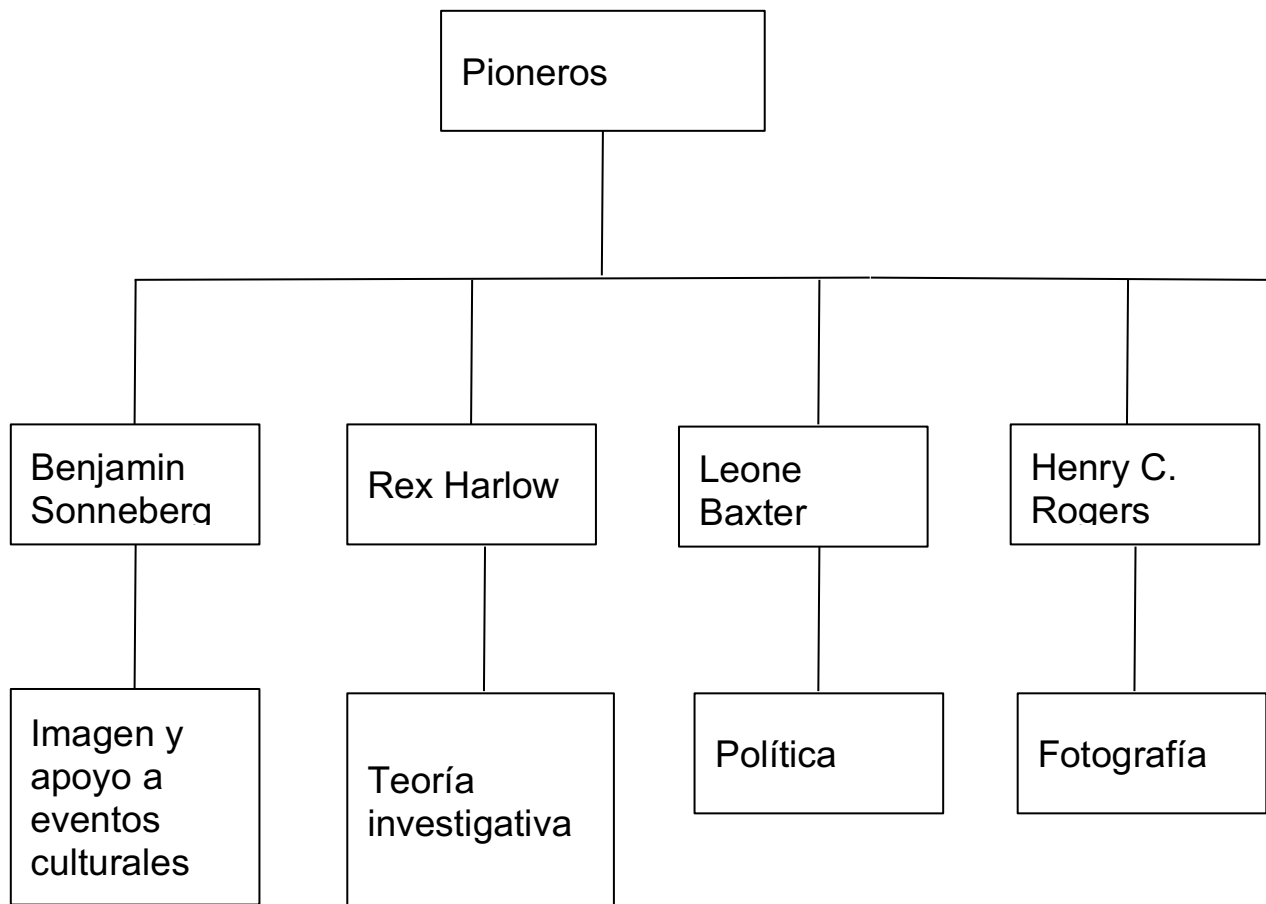 Pioneros
Benjamin
Sonneberg
Rex Harlow
Leone
Baxter
Henry C.
Rogers
Imagen y
apoyo a
eventos
culturales
Teoría
investigativa
Política
Fotografía